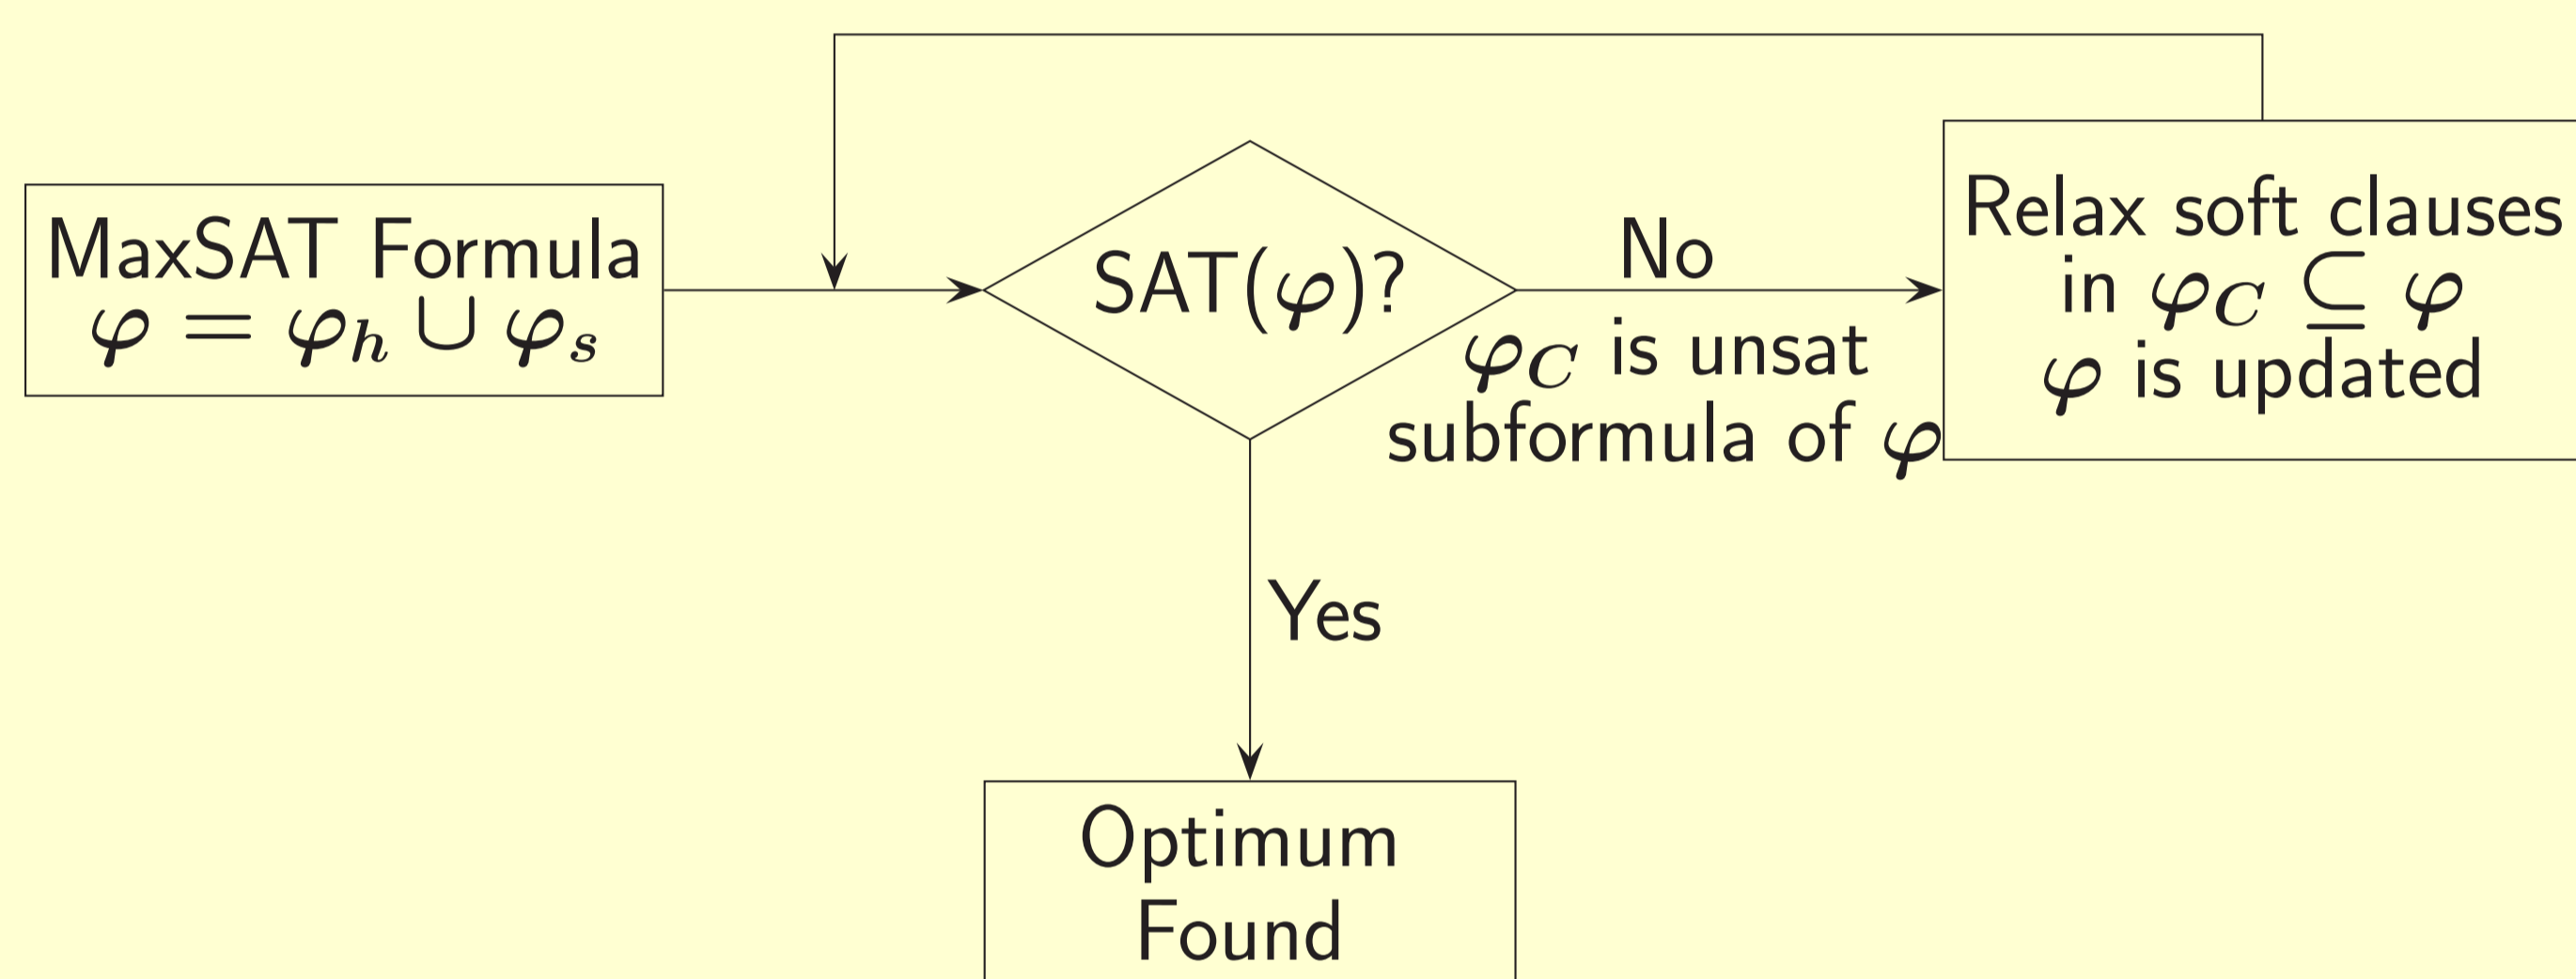 MaxSAT Formula
φ = φh ∪ φs
SAT(φ)?
No
φC is unsat
subformula of φ
Relax soft clauses
in φC ⊆ φ
φ is updated
Yes
Optimum
Found